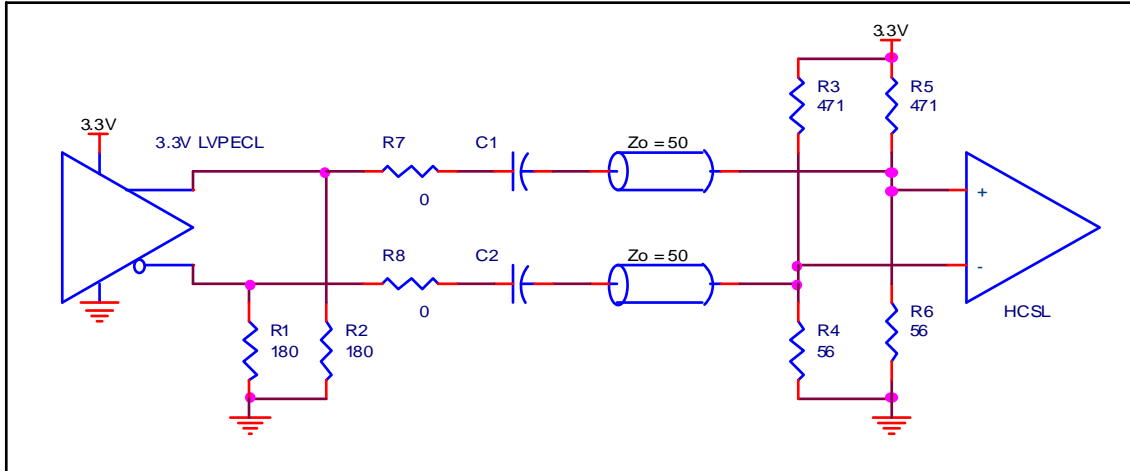 3.3V
3.3V
3.3V LVPECL
R3
471
R5
471
R7
0
C1
Zo = 50
R8
0
C2
Zo = 50
+
-
HCSL
R1
180
R2
180
R4
56
R6
56